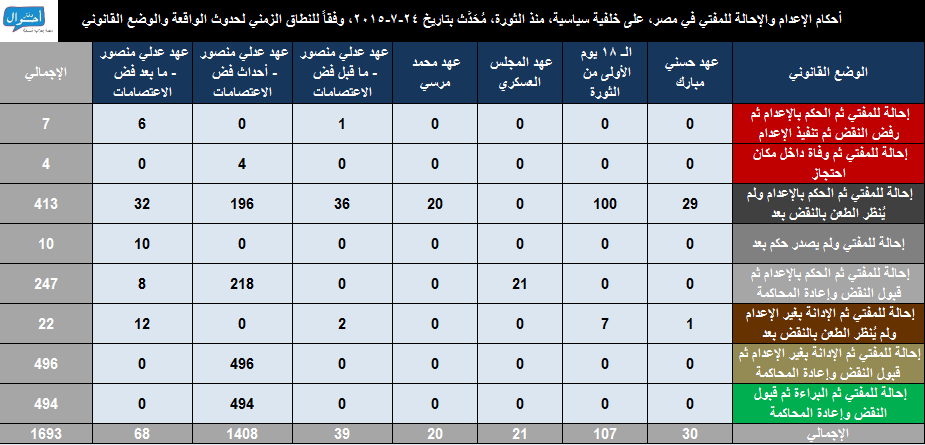 أحكام الإعدام والإحالة للمفتي في مصر، على خلفية سياسية، منذ الثورة، مُحَدَّث بتاريخ ٢٤-٧-٢٠١٥، وفقاً للنطاق الزمني لحدوث الواقعة والوضع القانوني
الوضع القانوني
عهد حسني
مبارك
الـ ١٨ يوم
الأولى من
الثورة
عهد المجلس
العسكري
عهد محمد
مرسي
عهد عدلي منصور
- ما قبل فض
الاعتصامات
عهد عدلي منصور
- أحداث فض
الاعتصامات
عهد عدلي منصور
- ما بعد فض
الاعتصامات
الإجمالي
إحالة للمفتي ثم الحكم بالإعدام ثم
رفض النقض ثم تنفيذ الإعدام
0 0 0 0 1 0 6 7
إحالة للمفتي ثم وفاة داخل مكان
احتجاز
0 0 0 0 0 4 0 4
إحالة للمفتي ثم الحكم بالإعدام ولم
يُنظر الطعن بالنقض بعد
29 100 0 20 36 196 32 413
إحالة للمفتي ولم يصدر حكم بعد
0 0 0 0 0 0 10 10
إحالة للمفتي ثم الحكم بالإعدام ثم
قبول النقض وإعادة المحاكمة
0 0 21 0 0 218 8 247
إحالة للمفتي ثم الإدانة بغير الإعدام
ولم يُنظر الطعن بالنقض بعد
1 7 0 0 2 0 12 22
إحالة للمفتي ثم الإدانة بغير الإعدام ثم
قبول النقض وإعادة المحاكمة
0 0 0 0 0 496 0 496
إحالة للمفتي ثم البراءة ثم قبول
النقض وإعادة المحاكمة
0 0 0 0 0 494 0 494
الإجمالي
30 107 21 20 39 1408 68 1693